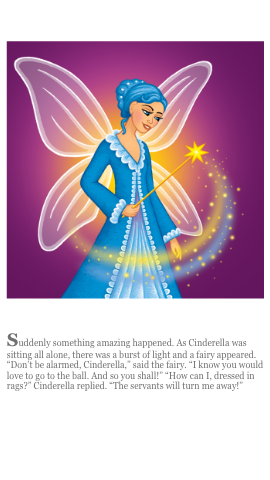 Suddenly something amazing happened. As Cinderella was
sitting all alone, there was a burst of light and a fairy appeared.
“Don’t be alarmed, Cinderella,” said the fairy. “I know you would
love to go to the ball. And so you shall!” “How can I, dressed in
rags?” Cinderella replied. “The servants will turn me away!”